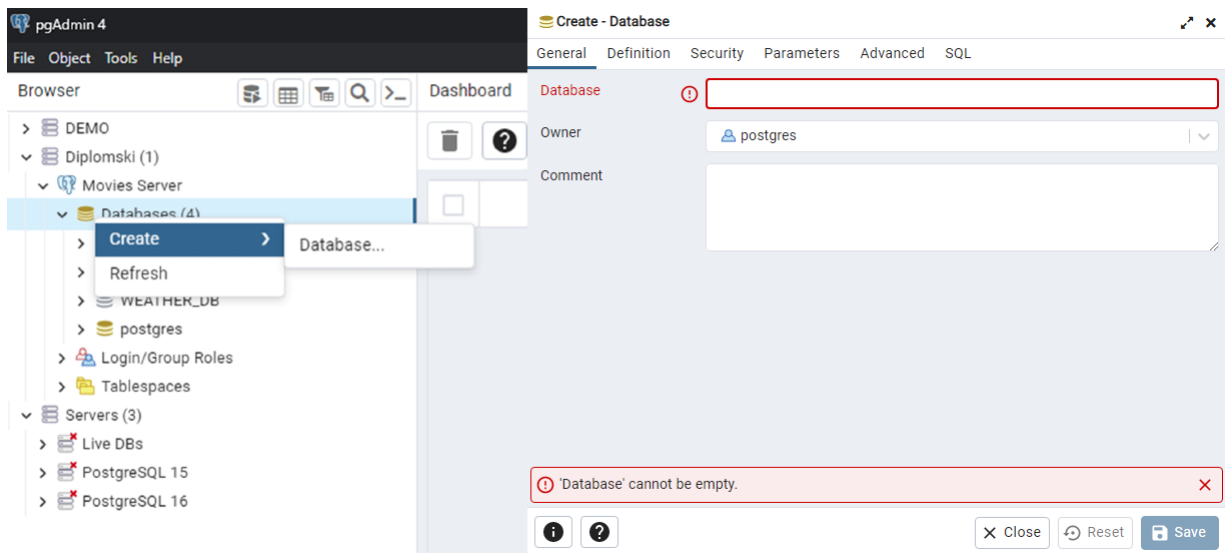 pgAdmin 4
File Object Tools Help
Browser
DEMO
Diplomski (1)
Movies Server
Databases (4)
Create
Database...
Refresh
WEATHER_DB
postgres
Login/Group Roles
Tablespaces
Servers (3)
Live DBs
PostgreSQL 15
PostgreSQL 16
Dashboard
Create - Database
General Definition Security Parameters Advanced SQL
Database
Owner postgres
Comment
'Database' cannot be empty.
Close Reset Save